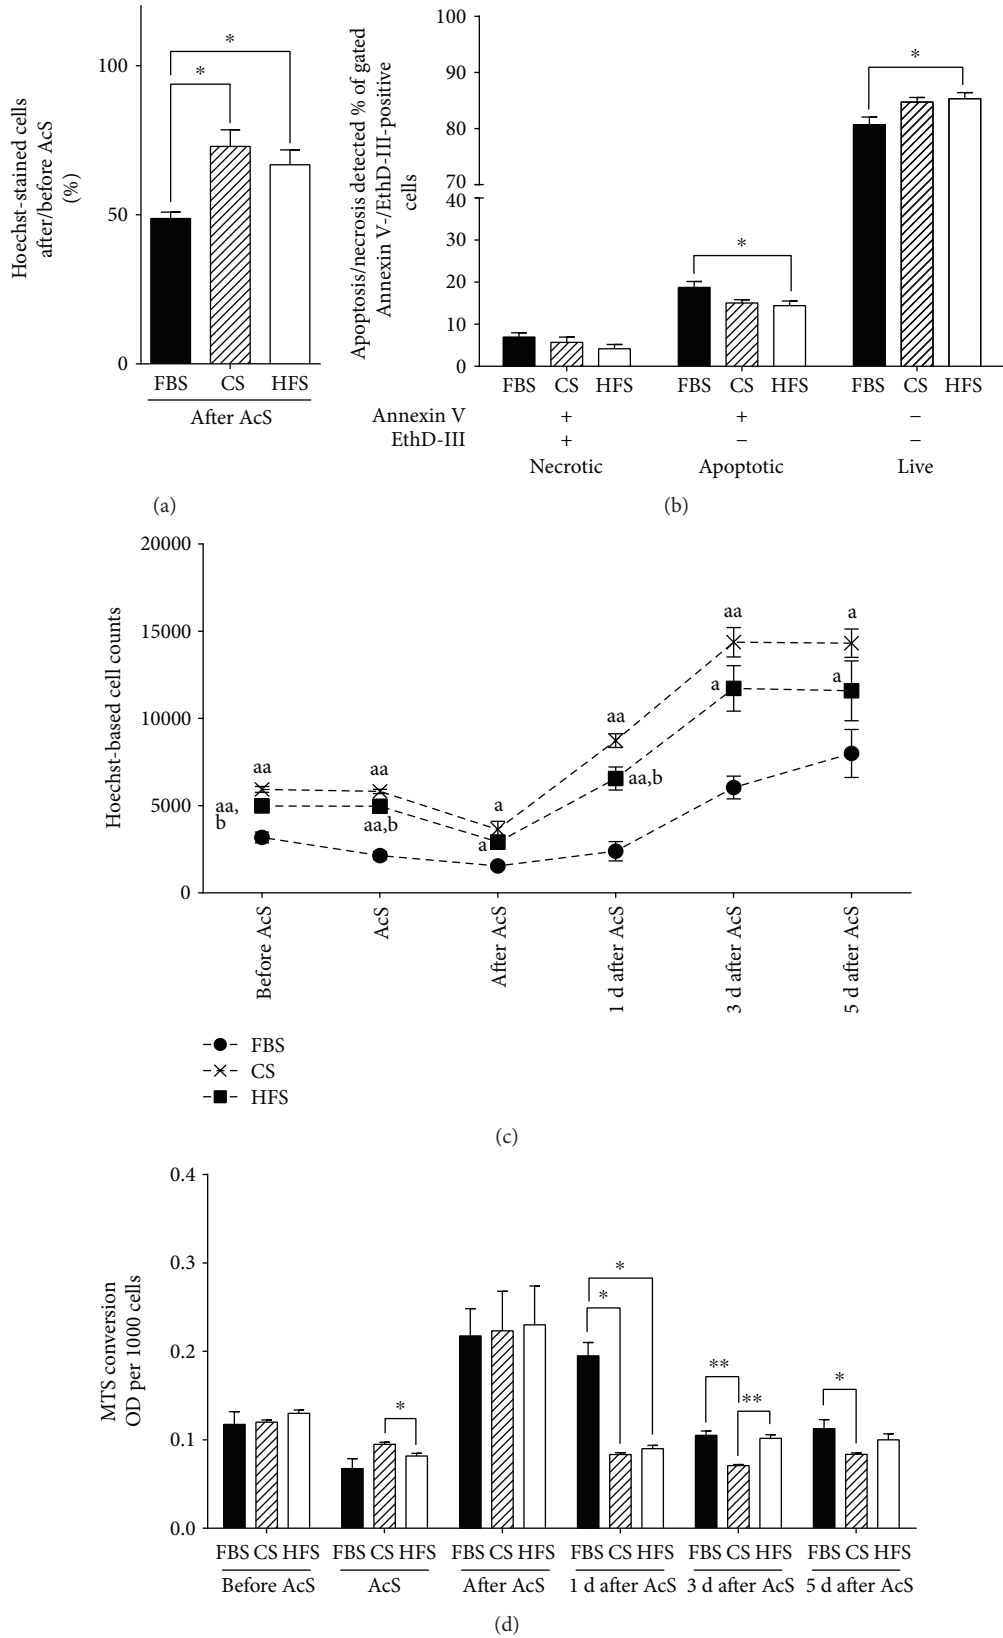 Hoechst-stained cells
after/before AcS
(%)
100
50
0
*
*
FBS CS HFS
After AcS
(a)
Apoptosis/necrosis detected % of gated
Annexin V-/EthD-III-positive
cells
100
90
80
70
40
30
20
10
0
*
*
FBS CS HFS FBS CS HFS FBS CS HFS
Annexin V + + −
EthD-III + − −
Necrotic Apoptotic Live
(b)
Hoechst-based cell counts
20000
15000
10000
5000
0
aa aa a aa aa a
aa,
b
aa,b
a
aa,b
a
a
Before AcS
AcS
After AcS
1 d after AcS
3 d after AcS
5 d after AcS
FBS
CS
HFS
(c)
MTS conversion
OD per 1000 cells
0.4
0.3
0.2
0.1
0.0
*
*
*
**
**
*
FBS CS HFS FBS CS HFS FBS CS HFS FBS CS HFS FBS CS HFS FBS CS HFS
Before AcS AcS After AcS 1 d after AcS 3 d after AcS 5 d after AcS
(d)